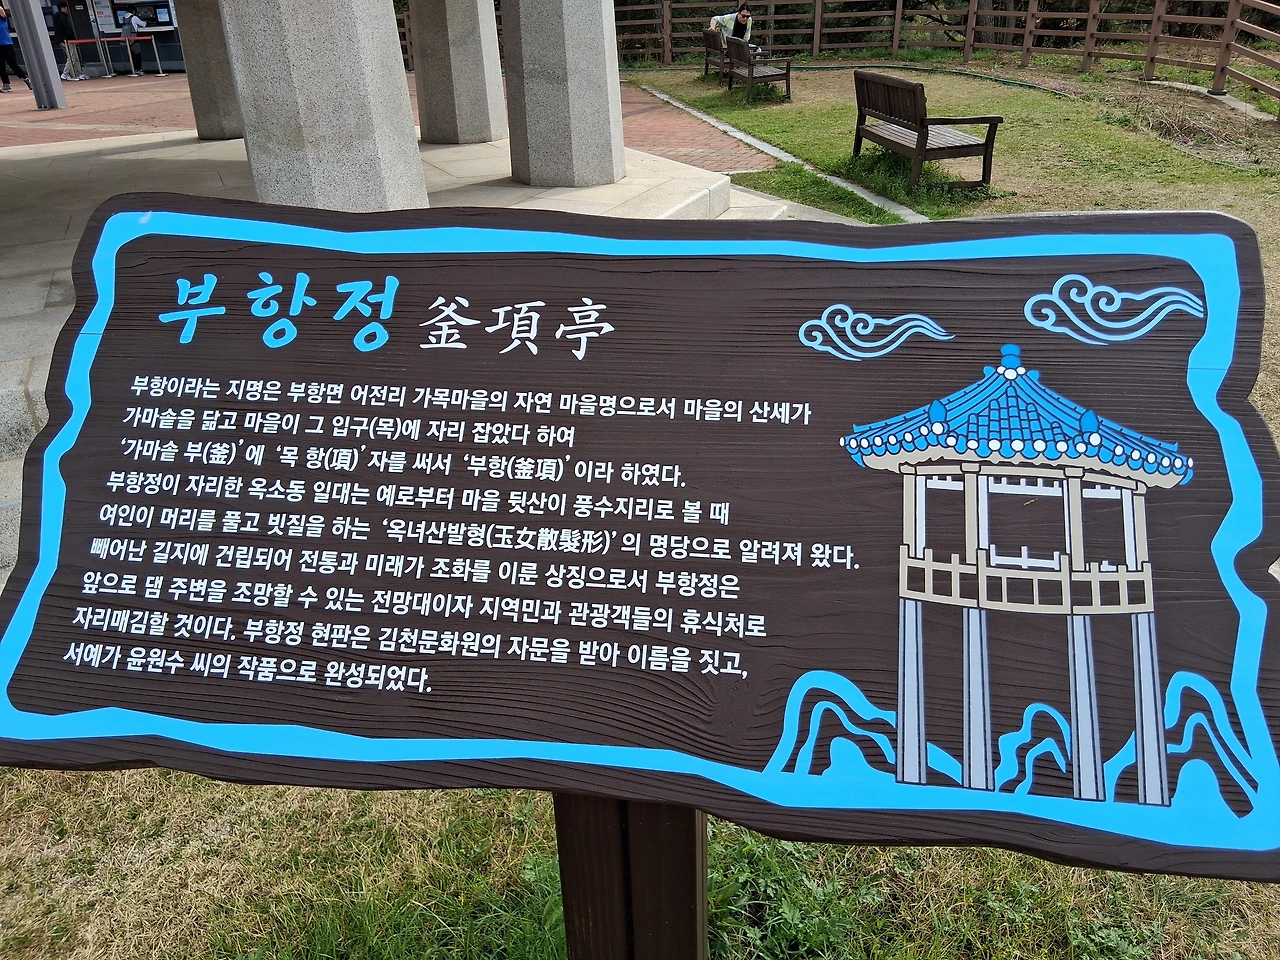 부항정 釜項亭
부항이라는 지명은 부항면 어전리 가목마을의 자연 마을명으로서 마을의 산세가
가마솥을 닮고 마을이 그 입구(목)에 자리 잡았다 하여
‘가마솥 부(釜)’에 ‘목 항(項)’자를 써서 ‘부항(釜項)’이라 하였다.
부항정이 자리한 옥소동 일대는 예로부터 마을 뒷산이 풍수지리로 볼 때
여인이 머리를 풀고 빗질을 하는 ‘옥녀산발형(玉女散髮形)’의 명당으로 알려져 왔다.
빼어난 길지에 건립되어 전통과 미래가 조화를 이룬 상징으로서 부항정은
앞으로 댐 주변을 조망할 수 있는 전망대이자 지역민과 관광객들의 휴식처로
자리매김할 것이다. 부항정 현판은 김천문화원의 자문을 받아 이름을 짓고,
서예가 윤원수 씨의 작품으로 완성되었다.